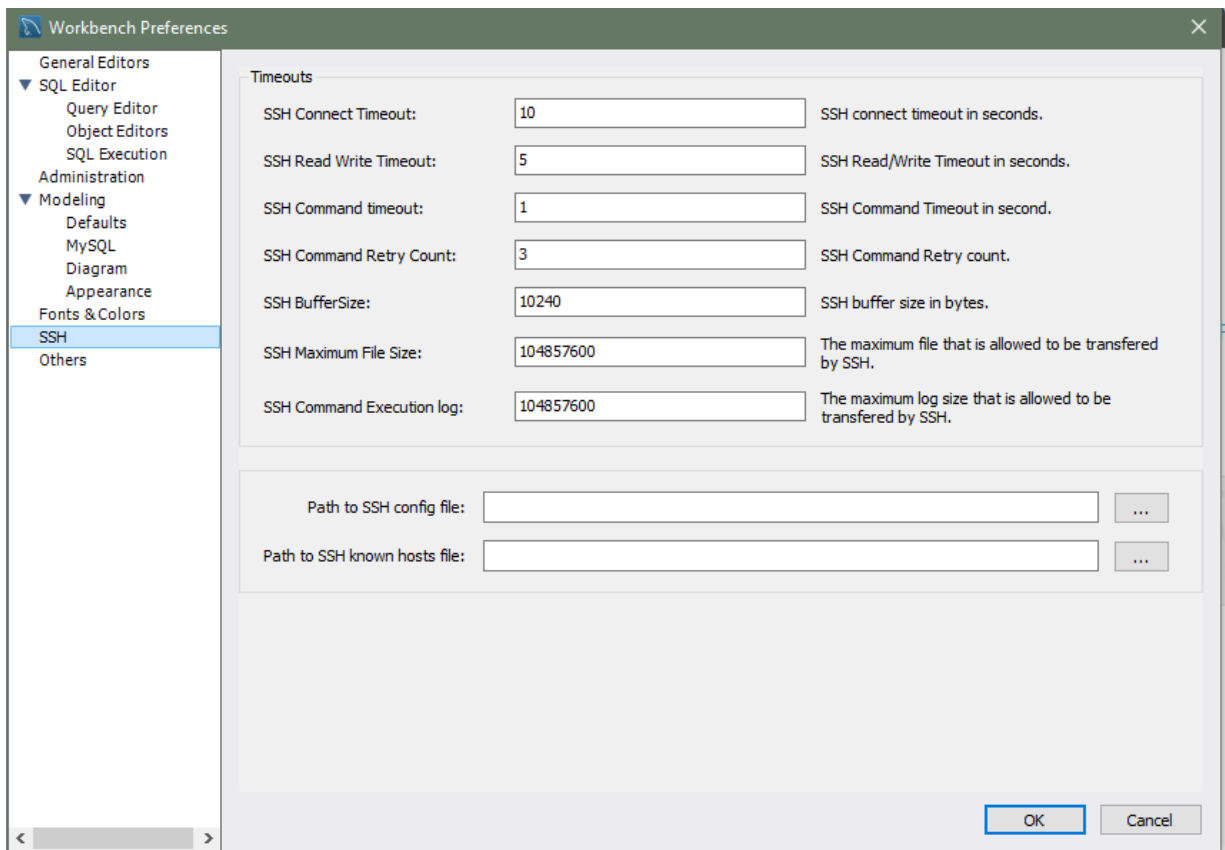 Workbench Preferences
General Editors
SQL Editor
Query Editor
Object Editors
SQL Execution
Administration
Modeling
Defaults
MySQL
Diagram
Appearance
Fonts & Colors
SSH
Others
Timeouts
SSH Connect Timeout: 10 SSH connect timeout in seconds.
SSH Read Write Timeout: 5 SSH Read/Write Timeout in seconds.
SSH Command timeout: 1 SSH Command Timeout in second.
SSH Command Retry Count: 3 SSH Command Retry count.
SSH BufferSize: 10240 SSH buffer size in bytes.
SSH Maximum File Size: 104857600 The maximum file that is allowed to be transfered
by SSH.
SSH Command Execution log: 104857600 The maximum log size that is allowed to be
transfered by SSH.
Path to SSH config file: ...
Path to SSH known hosts file: ...
OK Cancel